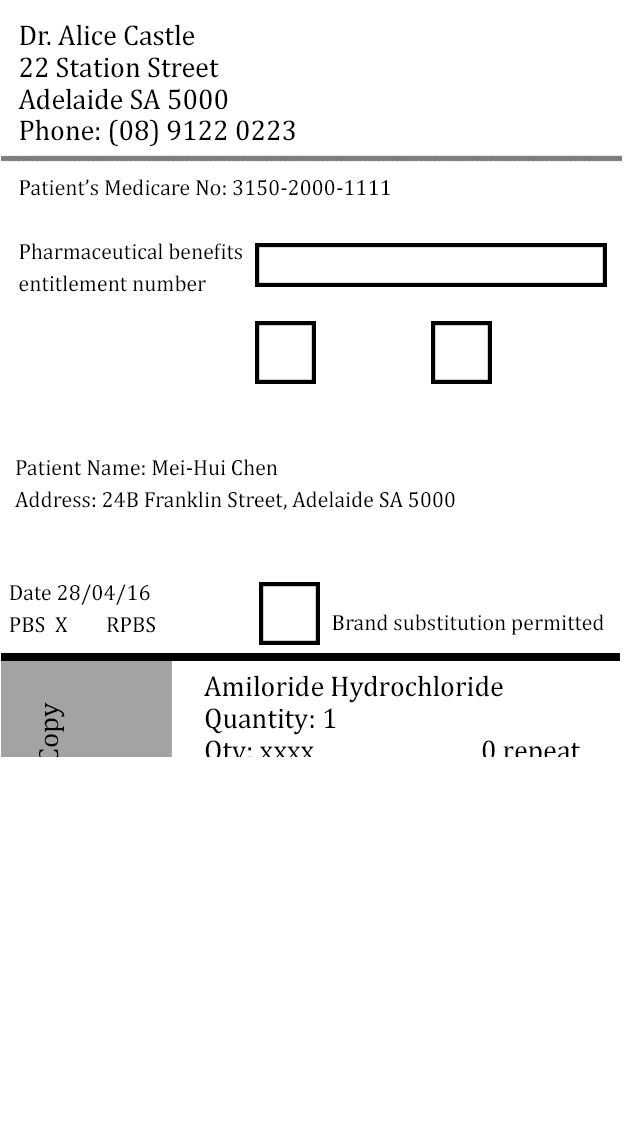 Dr. Alice Castle
22 Station Street
Adelaide SA 5000
Phone: (08) 9122 0223
Patient’s Medicare No: 3150-2000-1111
Pharmaceutical benefits
entitlement number
Patient Name: Mei-Hui Chen
Address: 24B Franklin Street, Adelaide SA 5000
Date 28/04/16
PBS X RPBS
Brand substitution permitted
Copy
Amiloride Hydrochloride
Quantity: 1
Qty: xxxx 0 repeat